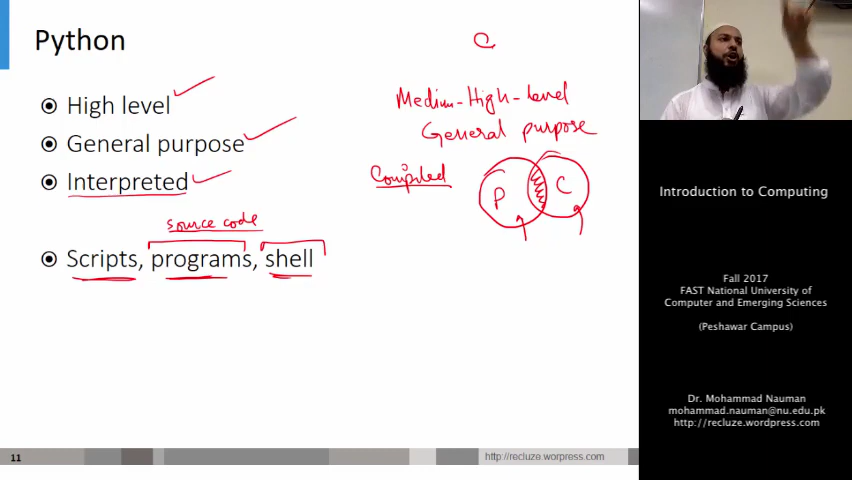 Python
High level
General purpose
Interpreted
source code
Scripts, programs, shell
C
Medium-High-level
General purpose
Compiled
P C
11
http://recluze.worpress.com
Introduction to Computing
Fall 2017
FAST National University of
Computer and Emerging Sciences
(Peshawar Campus)
Dr. Mohammad Nauman
mohammad.nauman@nu.edu.pk
http://recluze.wordpress.com